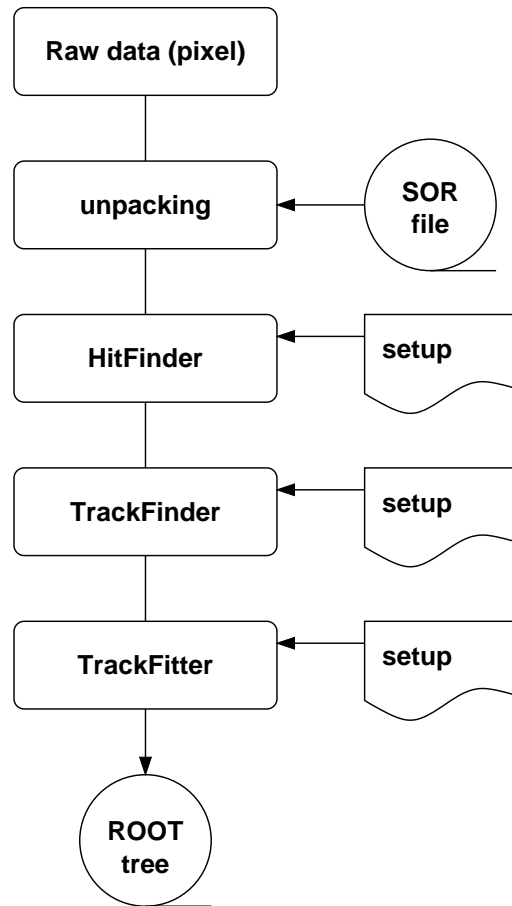 Raw data (pixel)
unpacking
SOR
file
HitFinder
setup
TrackFinder
setup
TrackFitter
setup
ROOT
tree